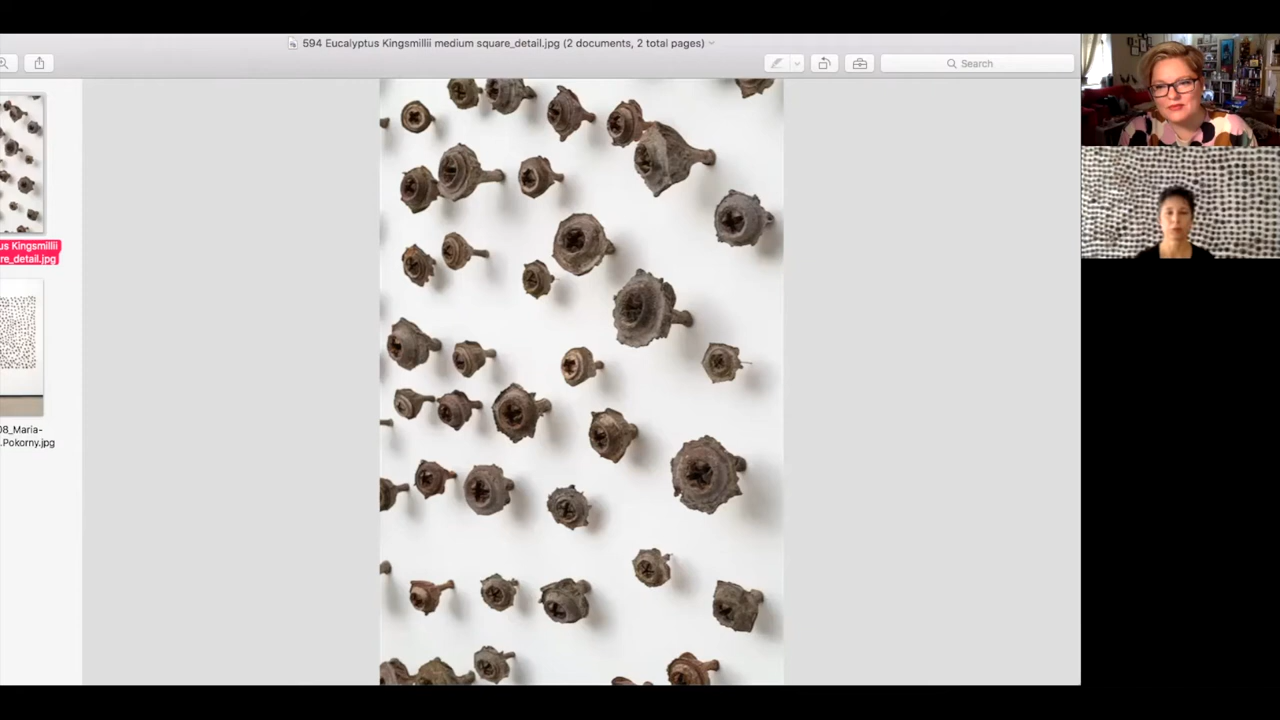 594 Eucalyptus Kingsmillii medium square_detail.jpg (2 documents, 2 total pages)
Search
us Kingsmillii
re_detail.jpg
08_Maria-
.Pokorny.jpg